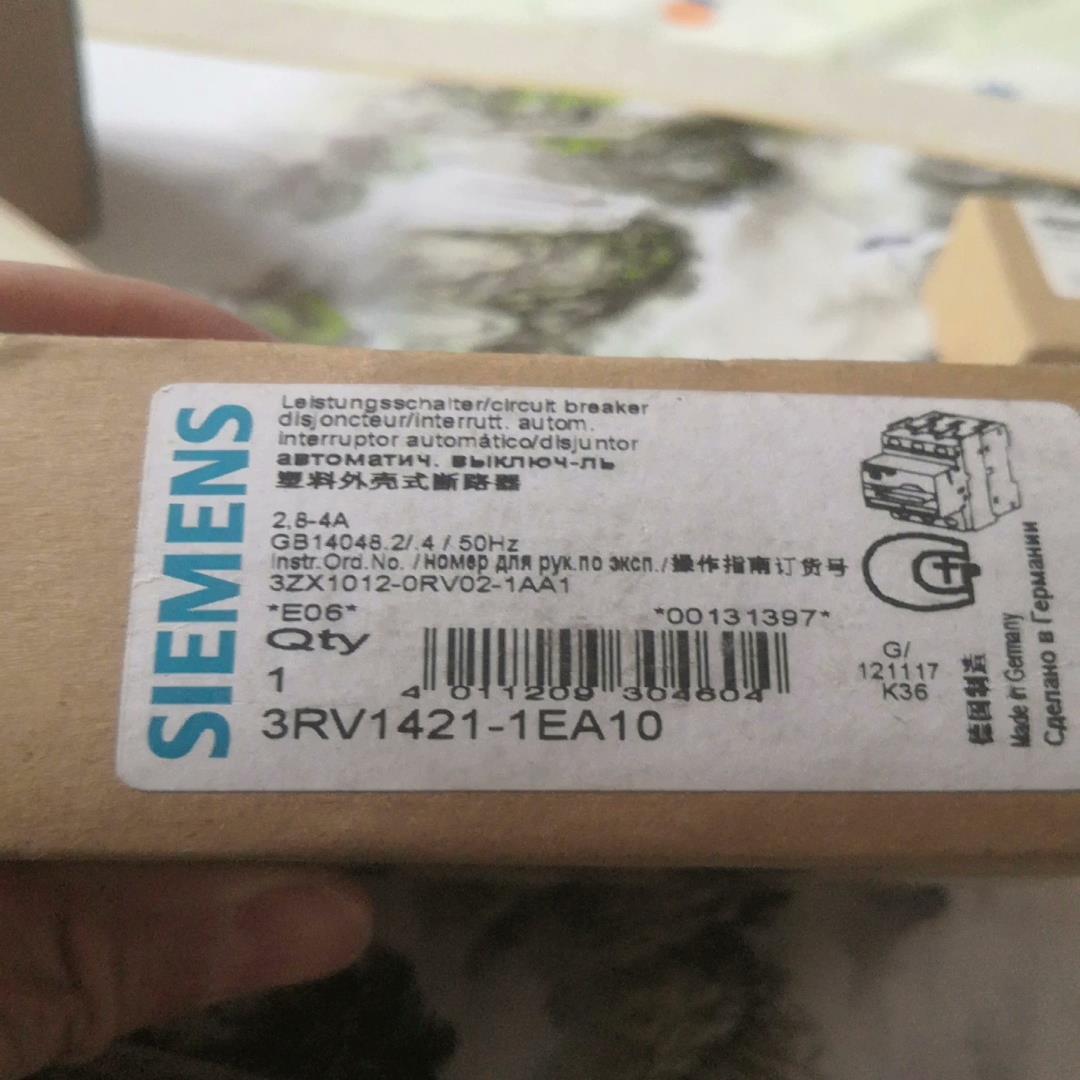 SIEMENS
Leistungsschalter/circuit breaker
disjoncteur/interrutt. autom.
interruptor automático/disjuntor
автоматич. выключ-ль
塑料外壳式断路器
2,8-4A
GB14048.2/.4 / 50Hz
Instr.Ord.No. /номер для рук.по эксп./操作指南订货号
3ZX1012-0RV02-1AA1
*E06* *00131397*
Qty
1
4 011209 304604
3RV1421-1EA10
G/
121117
K36
德国制造
Made in Germany
Сделано в Германии